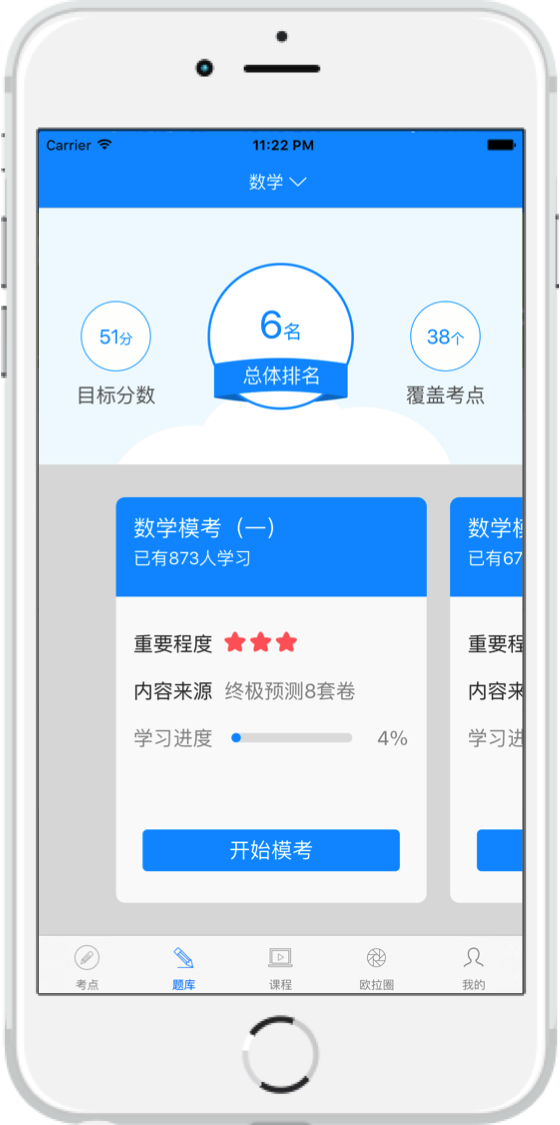 Carrier 11:22 PM
数学
6名
51分
38个
总体排名
目标分数
覆盖考点
数学模考（一）
已有873人学习
数学
已有67
重要程度
重要程
内容来源 终极预测8套卷
内容来
学习进度 4%
学习进
开始模考
考点 题库 课程 欧拉圈 我的